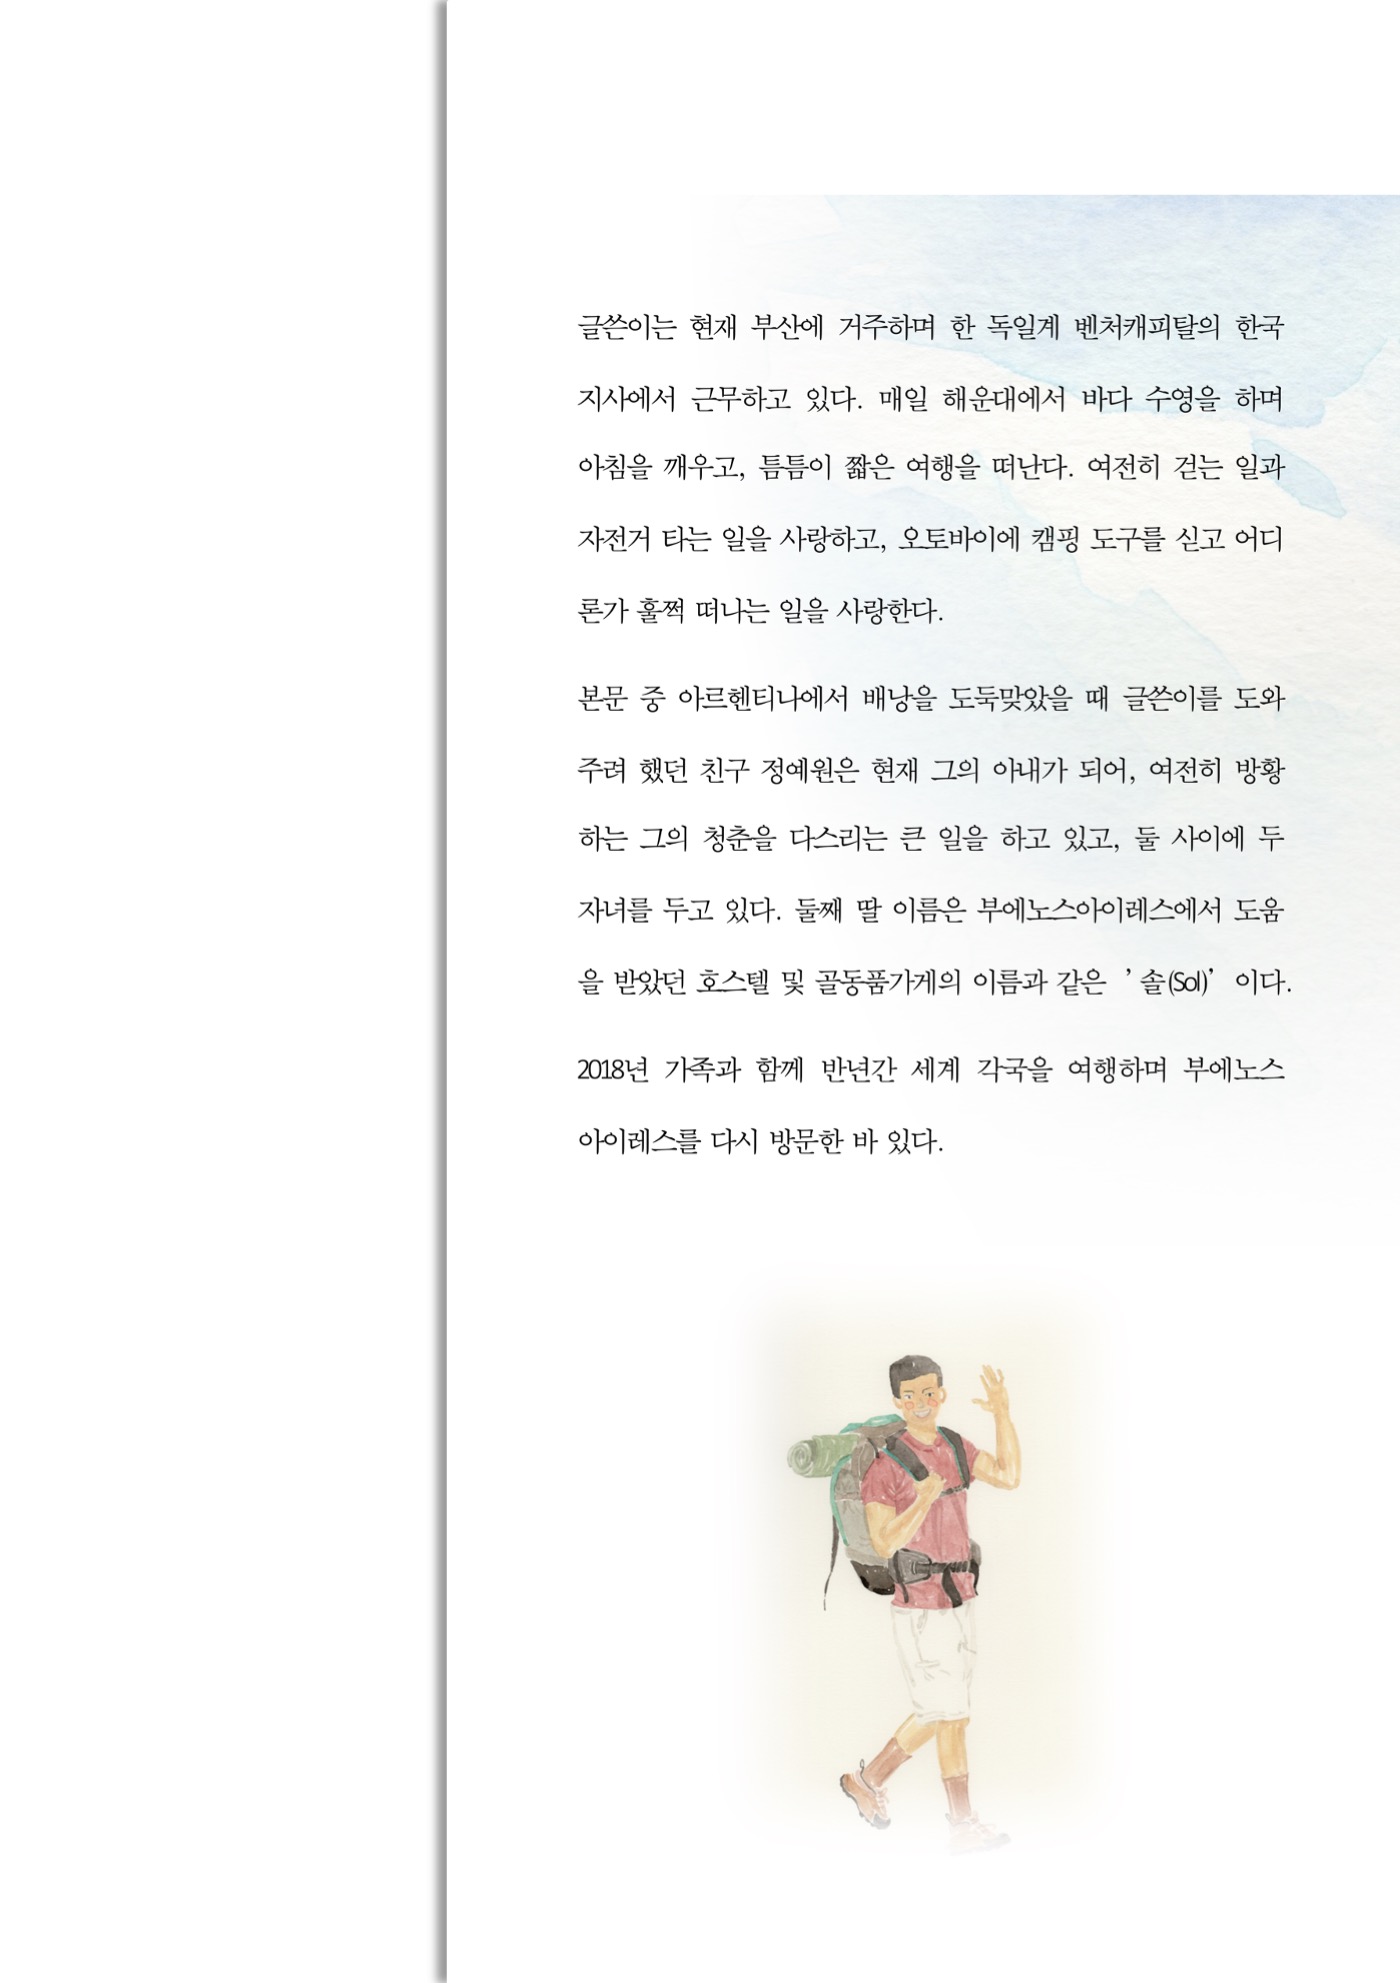 글쓴이는 현재 부산에 거주하며 한 독일계 벤처캐피탈의 한국
지사에서 근무하고 있다. 매일 해운대에서 바다 수영을 하며
아침을 깨우고, 틈틈이 짧은 여행을 떠난다. 여전히 걷는 일과
자전거 타는 일을 사랑하고, 오토바이에 캠핑 도구를 싣고 어디
론가 훌쩍 떠나는 일을 사랑한다.
본문 중 아르헨티나에서 배낭을 도둑맞았을 때 글쓴이를 도와
주려 했던 친구 정예원은 현재 그의 아내가 되어, 여전히 방황
하는 그의 청춘을 다스리는 큰 일을 하고 있고, 둘 사이에 두
자녀를 두고 있다. 둘째 딸 이름은 부에노스아이레스에서 도움
을 받았던 호스텔 및 골동품가게의 이름과 같은 ’솔(Sol)’ 이다.
2018년 가족과 함께 반년간 세계 각국을 여행하며 부에노스
아이레스를 다시 방문한 바 있다.